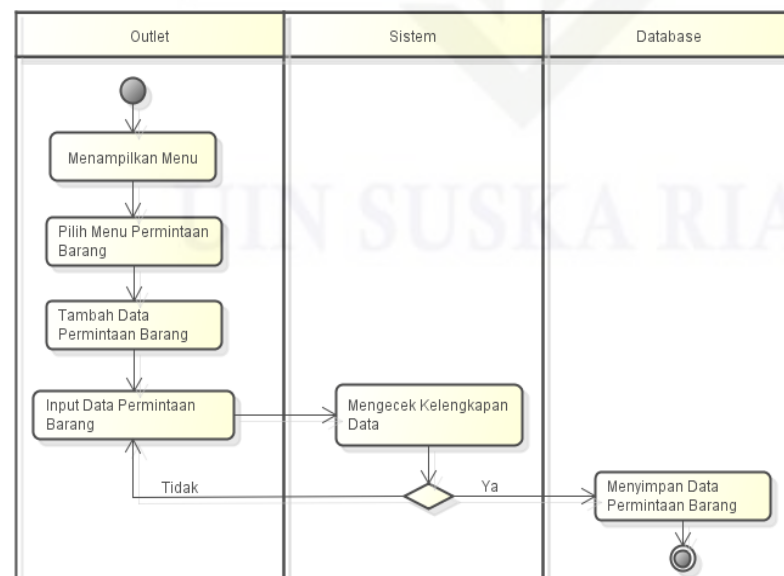 Outlet
Sistem
Database
Menampilkan Menu
Pilih Menu Permintaan
Barang
Tambah Data
Permintaan Barang
Input Data Permintaan
Barang
Mengecek Kelengkapan
Data
Tidak
Ya
Menyimpan Data
Permintaan Barang
UIN SUSKA RIA